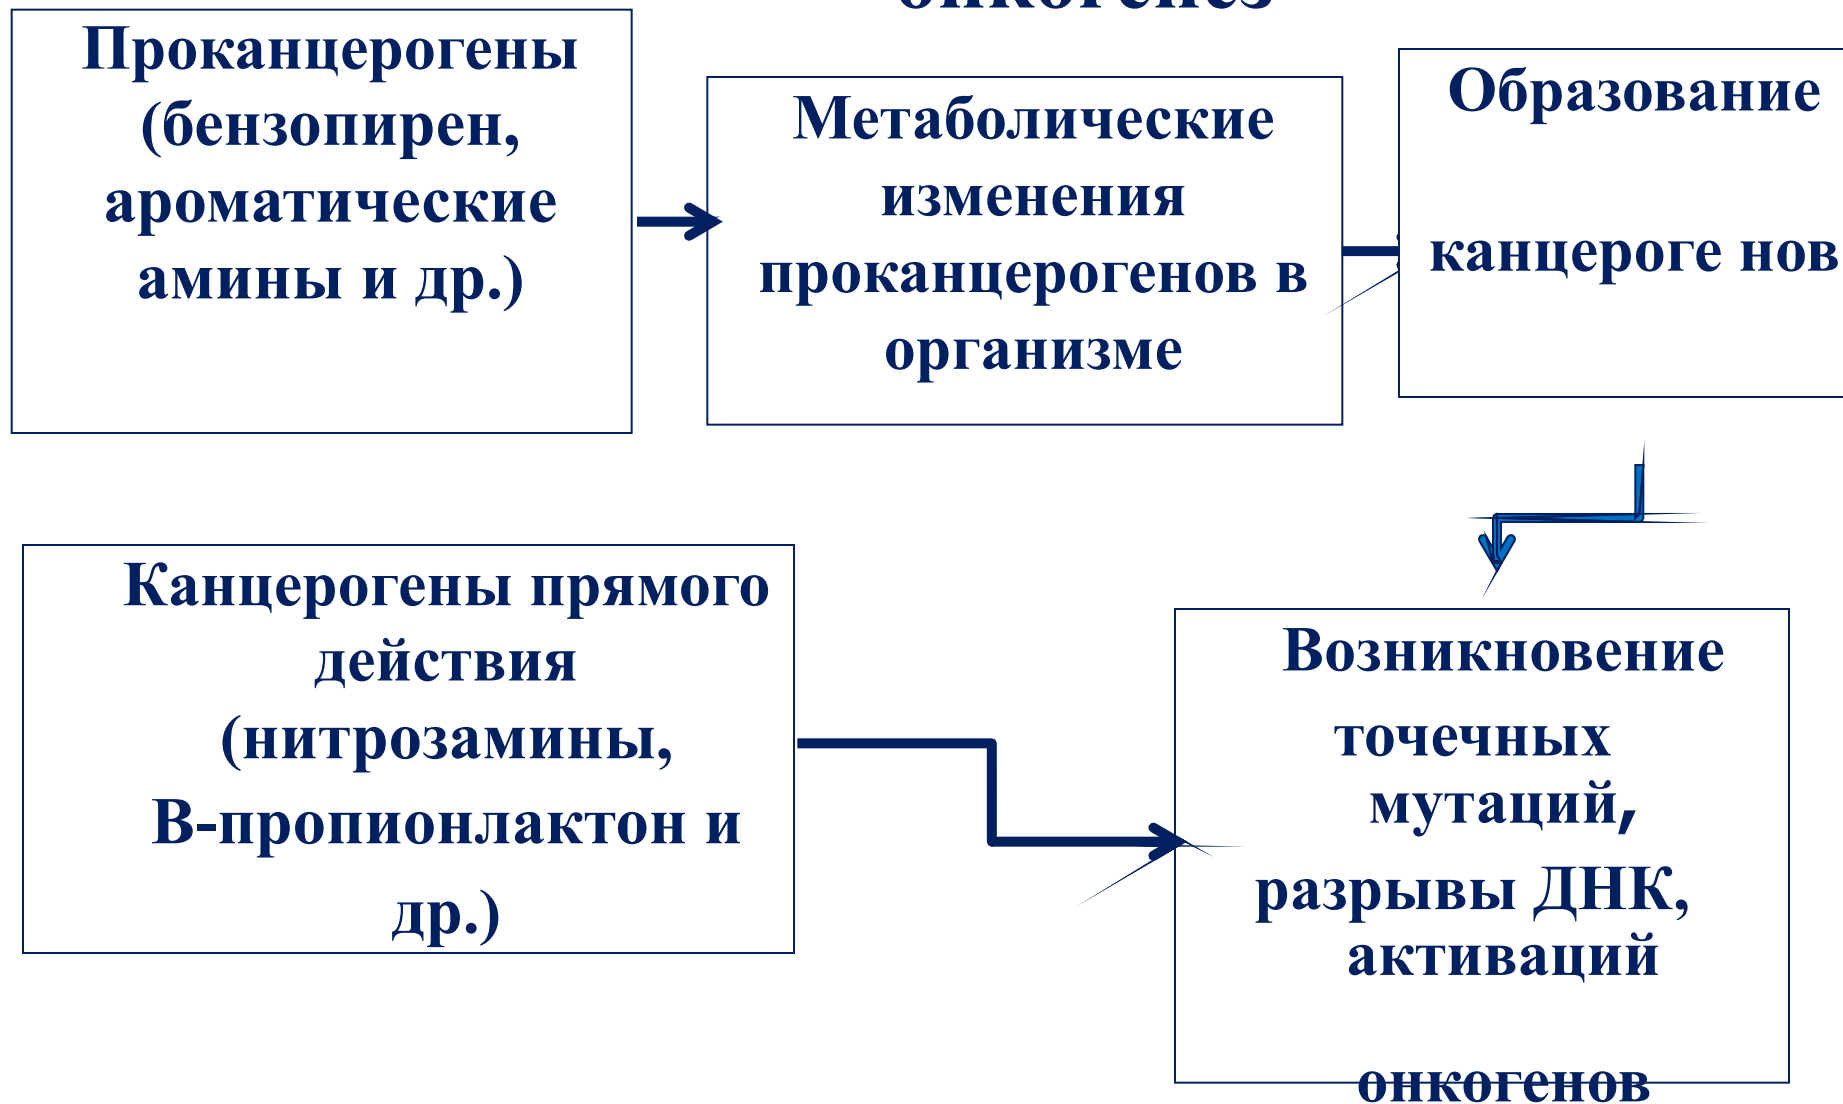 онкогенез
Проканцерогены
(бензопирен,
ароматические
амины и др.)
Метаболические
изменения
проканцерогенов в
организме
Образование
канцероге нов
Канцерогены прямого
действия
(нитрозамины,
В-пропионлактон и
др.)
Возникновение
точечных
мутаций,
разрывы ДНК,
активаций
онкогенов